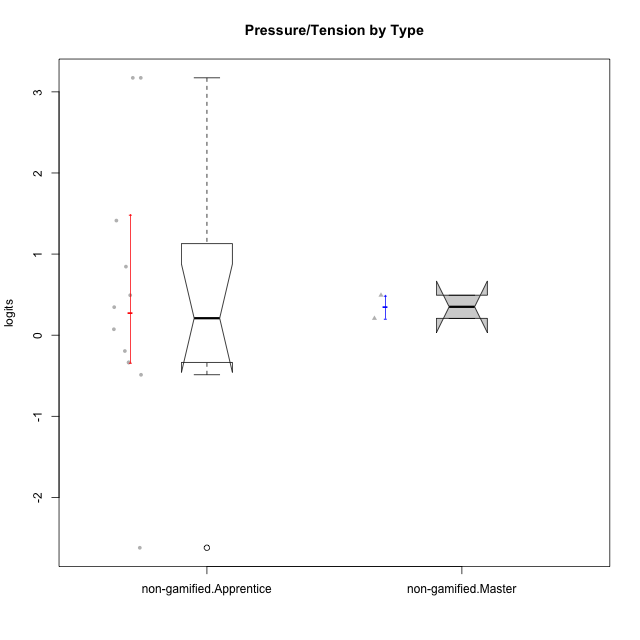 Pressure/Tension by Type
logits
3
2
1
0
-1
-2
non-gamified.Apprentice
non-gamified.Master